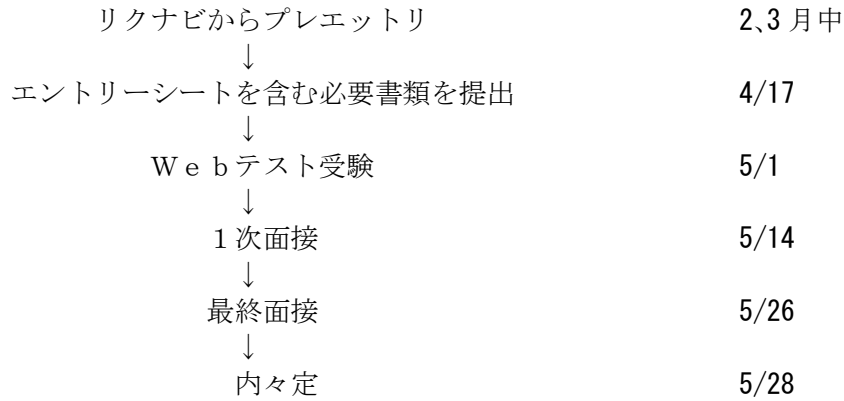 リクナビからプレエットリ 2、3月中
↓
エントリーシートを含む必要書類を提出 4/17
↓
Ｗｅｂテスト受験 5/1
↓
１次面接 5/14
↓
最終面接 5/26
↓
内々定 5/28